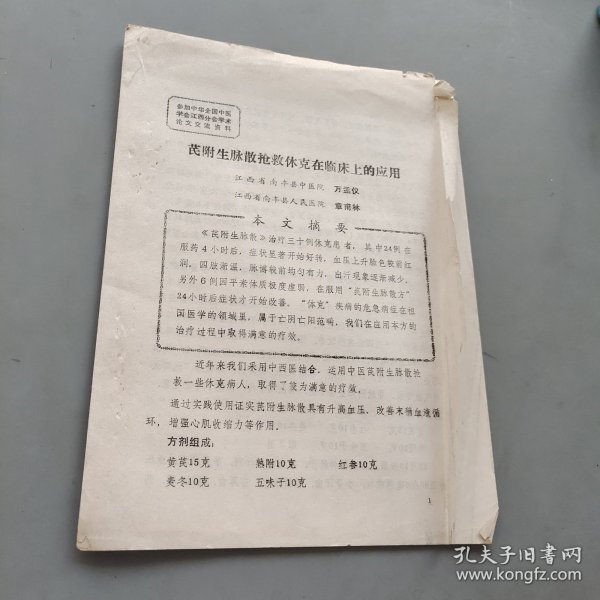 参加中华全国中医
学会江西分会学术
论文交流资料
芪附生脉散抢救休克在临床上的应用
江西省南丰县中医院 万孟仪
江西省南丰县人民医院 章甫林
本文摘要
《芪附生脉散》治疗三十例休克患者，其中24例在
服药4小时后，症状显著开始好转，血压上升脸色较前红
润，四肢渐温，脉搏较前均匀有力，出汗现象逐渐减少，
另外6例因平素体质极度虚弱，在服用“芪附生脉散方”
24小时后症状才开始改善。“休克”疾病的危急病症在祖
国医学的领域里，属于亡阴亡阳范畴，我们在应用本方的
治疗过程中取得满意的疗效。
近年来我们采用中西医结合，运用中医芪附生脉散抢
救一些休克病人，取得了较为满意的疗效。
通过实践使用证实芪附生脉散具有升高血压、改善末梢血液循
环，增强心肌收缩力等作用。
方剂组成：
黄芪15克 熟附10克 红参10克
麦冬10克 五味子10克
1
孔夫子旧书网
www.kongfz.com